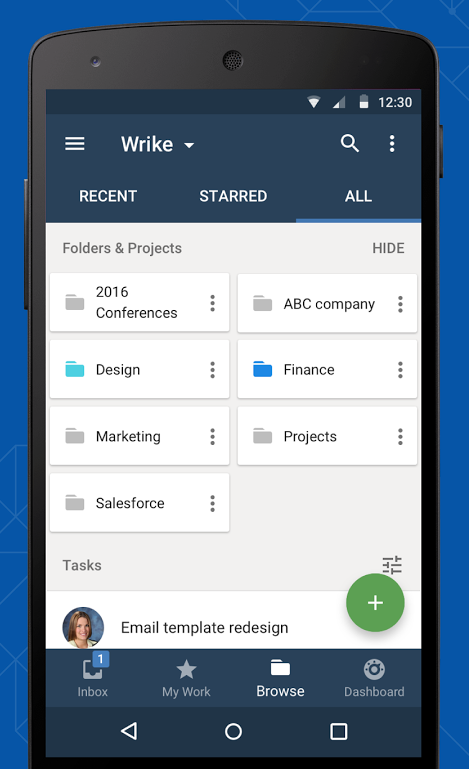 12:30
Wrike
RECENT STARRED ALL
Folders & Projects HIDE
2016
Conferences
ABC company
Design
Finance
Marketing
Projects
Salesforce
Tasks
+
Email template redesign
1
Inbox My Work Browse Dashboard